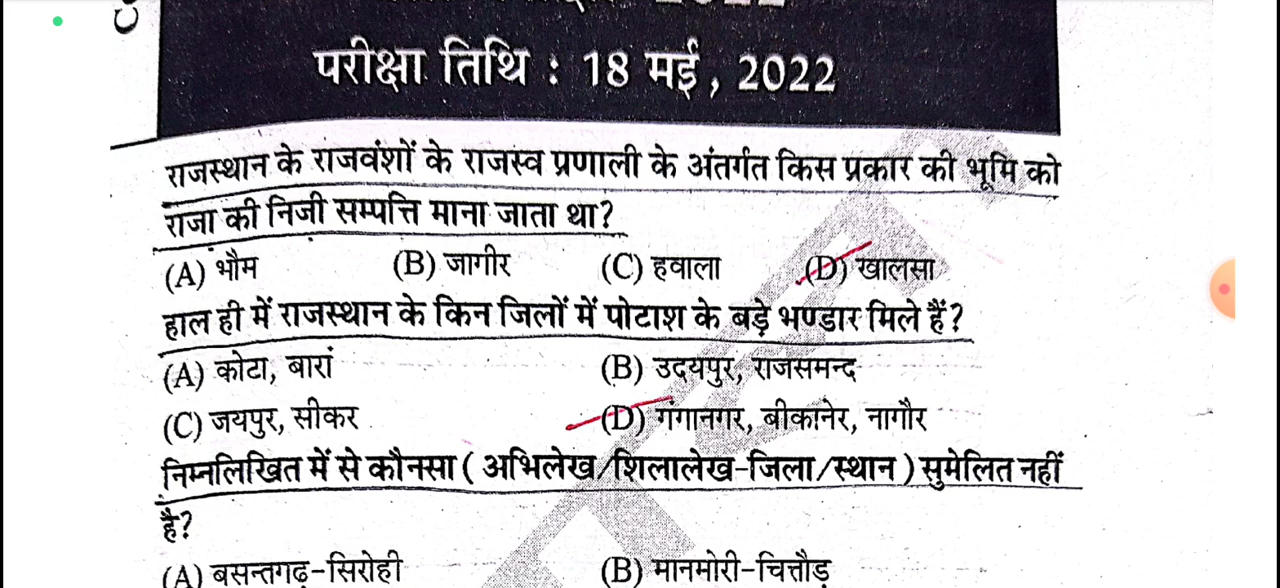 परीक्षा तिथि : 18 मई, 2022
राजस्थान के राजवंशों के राजस्व प्रणाली के अंतर्गत किस प्रकार की भूमि को
राजा की निजी सम्पत्ति माना जाता था?
(A) भौम (B) जागीर (C) हवाला (D) खालसा
हाल ही में राजस्थान के किन जिलों में पोटाश के बड़े भण्डार मिले हैं?
(A) कोटा, बारां (B) उदयपुर, राजसमन्द
(C) जयपुर, सीकर (D) गंगानगर, बीकानेर, नागौर
निम्नलिखित में से कौनसा ( अभिलेख/शिलालेख-जिला/स्थान ) सुमेलित नहीं
है?
(A) बसन्तगढ़-सिरोही (B) मानमोरी-चित्तौड़